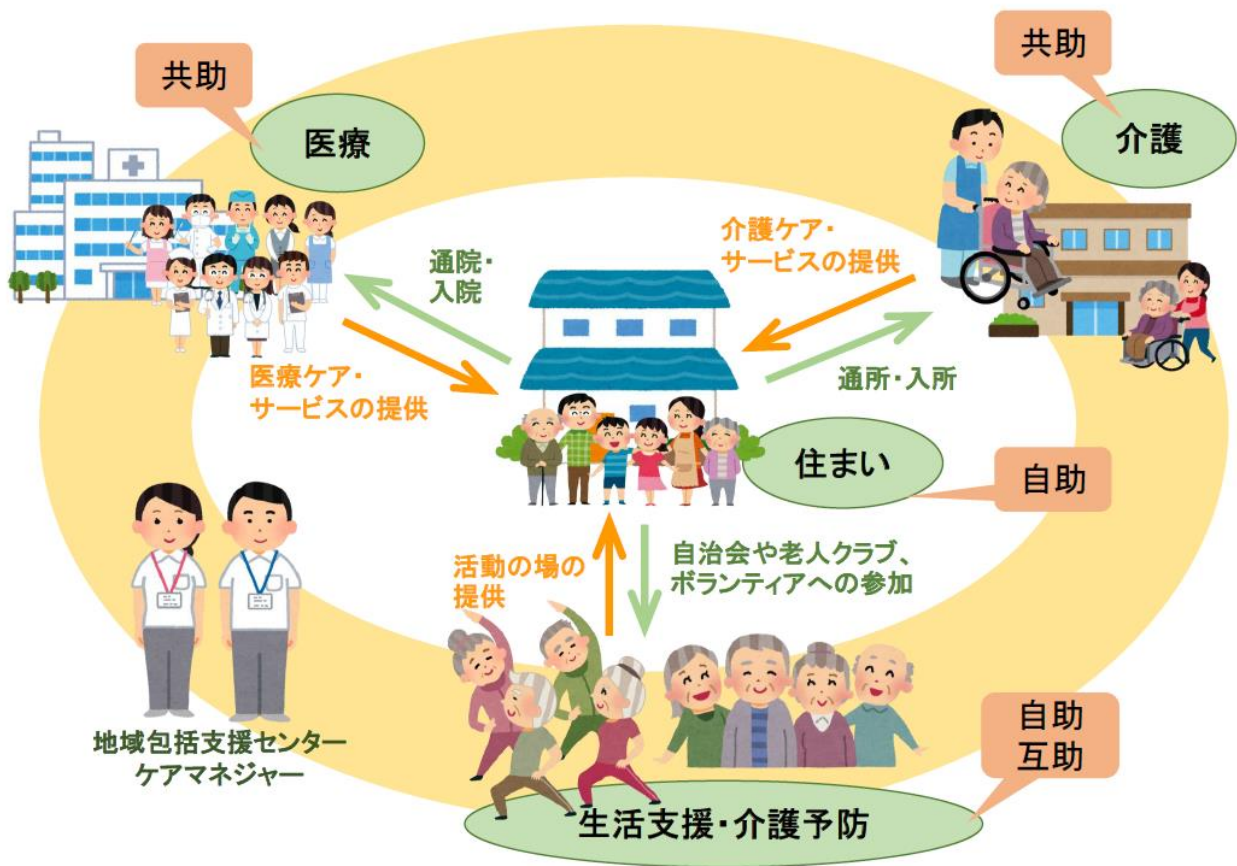 共助
医療
共助
介護
通院・
入院
介護ケア・
サービスの提供
医療ケア・
サービスの提供
通所・入所
住まい
自助
活動の場の
提供
自治会や老人クラブ、
ボランティアへの参加
地域包括支援センター
ケアマネジャー
自助
互助
生活支援・介護予防